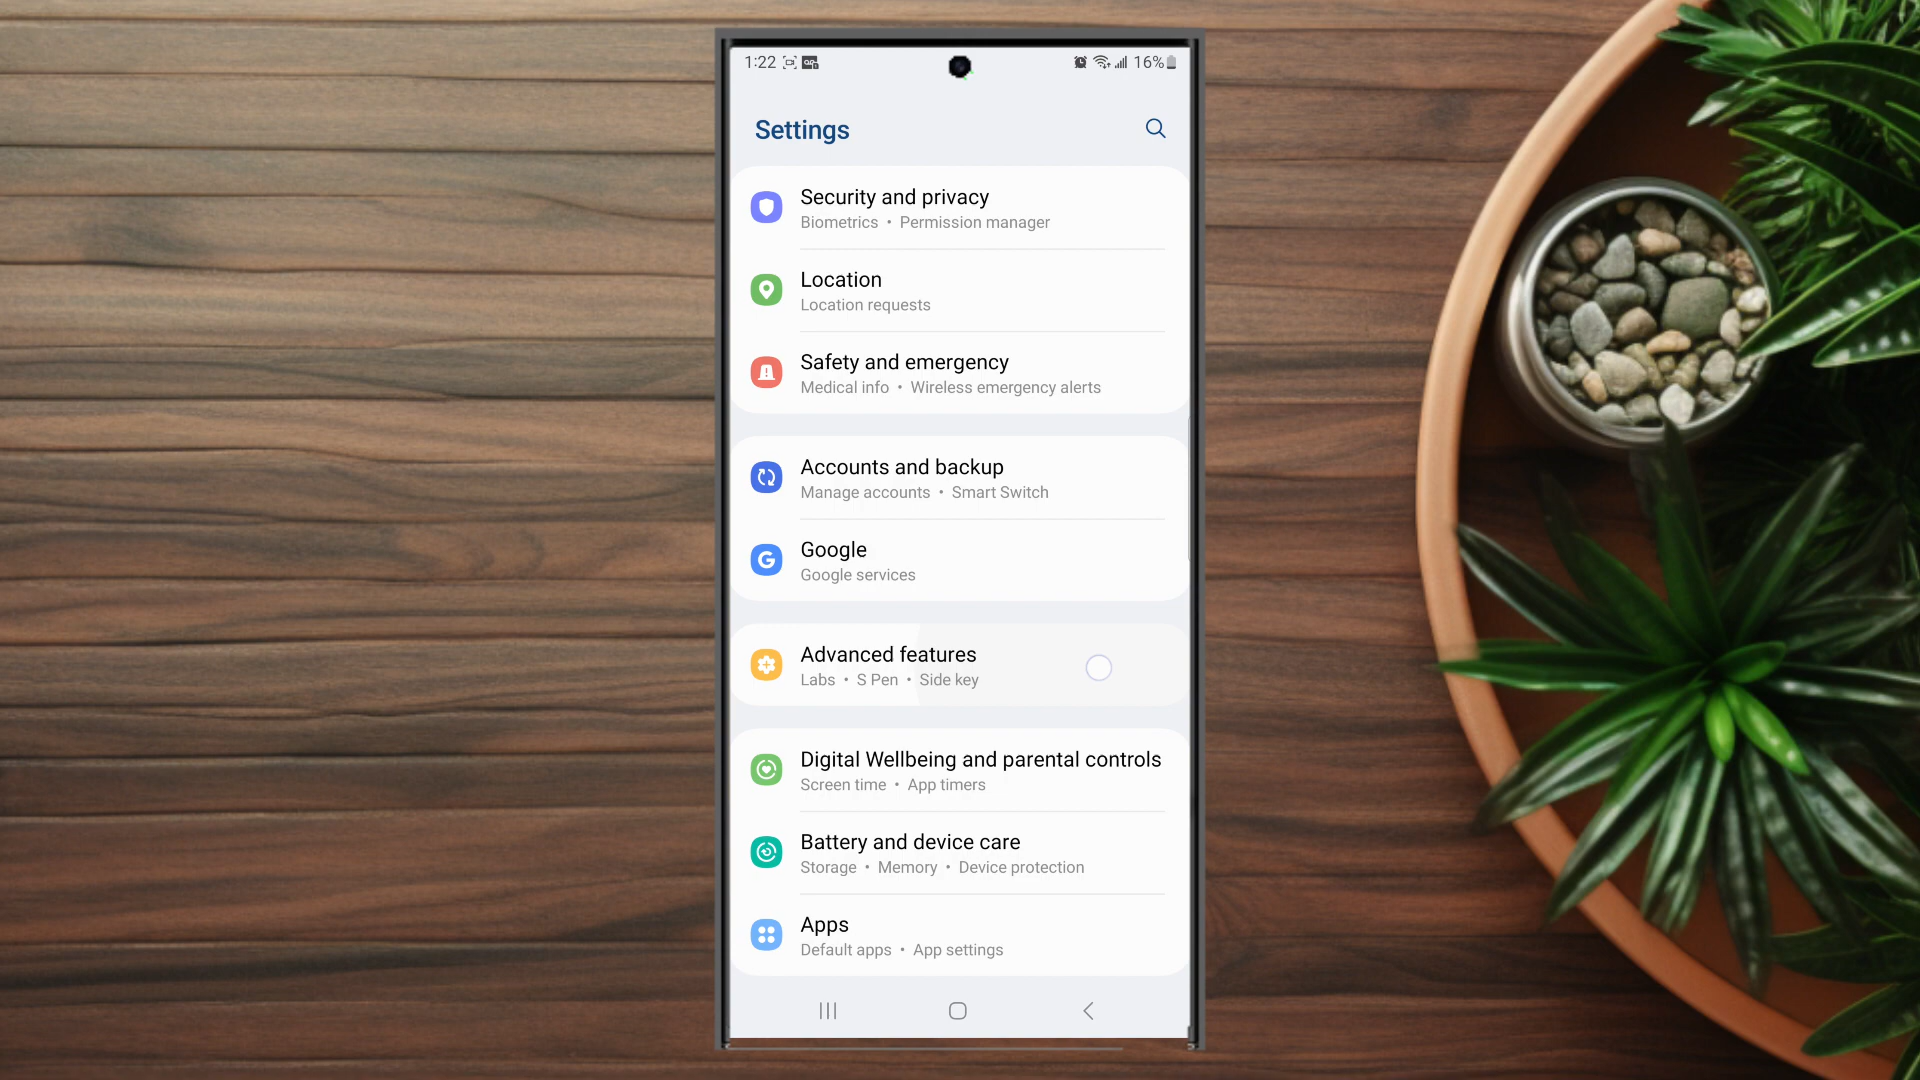 1:22
16%
Settings
Security and privacy
Biometrics • Permission manager
Location
Location requests
Safety and emergency
Medical info • Wireless emergency alerts
Accounts and backup
Manage accounts • Smart Switch
Google
Google services
Advanced features
Labs • S Pen • Side key
Digital Wellbeing and parental controls
Screen time • App timers
Battery and device care
Storage • Memory • Device protection
Apps
Default apps • App settings